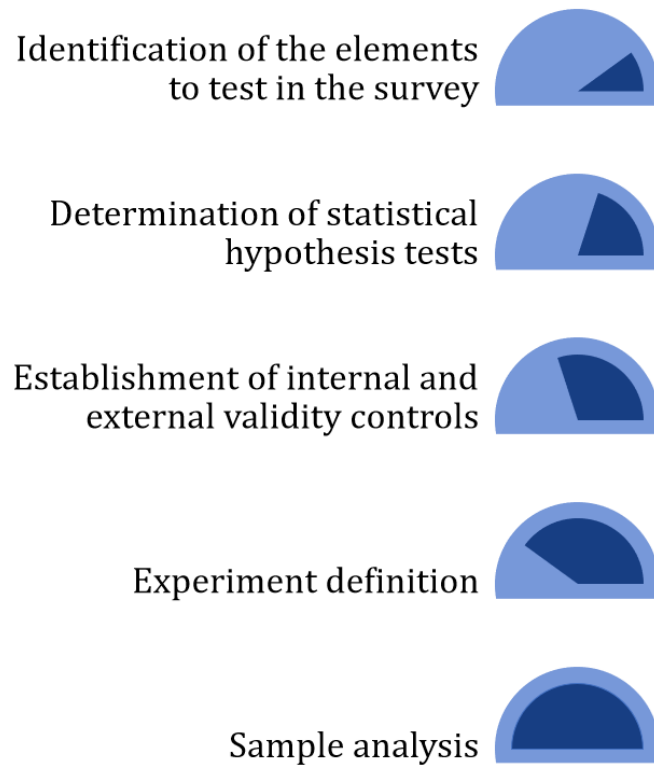 Identification of the elements
to test in the survey
Determination of statistical
hypothesis tests
Establishment of internal and
external validity controls
Experiment definition
Sample analysis